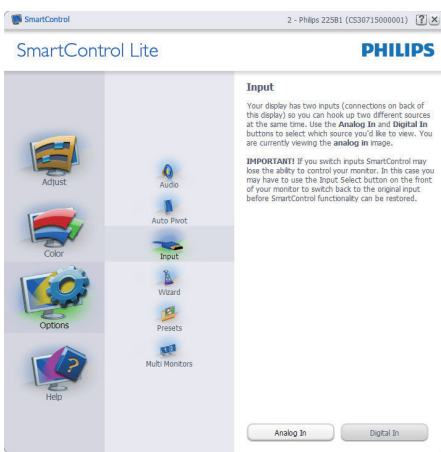 SmartControl
2 - Philips 225B1 (CS30715000001)
SmartControl Lite
PHILIPS
Adjust
Color
Options
Help
Audio
Auto Pivot
Input
Wizard
Presets
Multi Monitors
Input
Your display has two inputs (connections on back of
this display) so you can hook up two different sources
at the same time. Use the Analog In and Digital In
buttons to select which source you'd like to view. You
are currently viewing the analog in image.
IMPORTANT! If you switch inputs SmartControl may
lose the ability to control your monitor. In this case you
may have to use the Input Select button on the front
of your monitor to switch back to the original input
before SmartControl functionality can be restored.
Analog In
Digital In